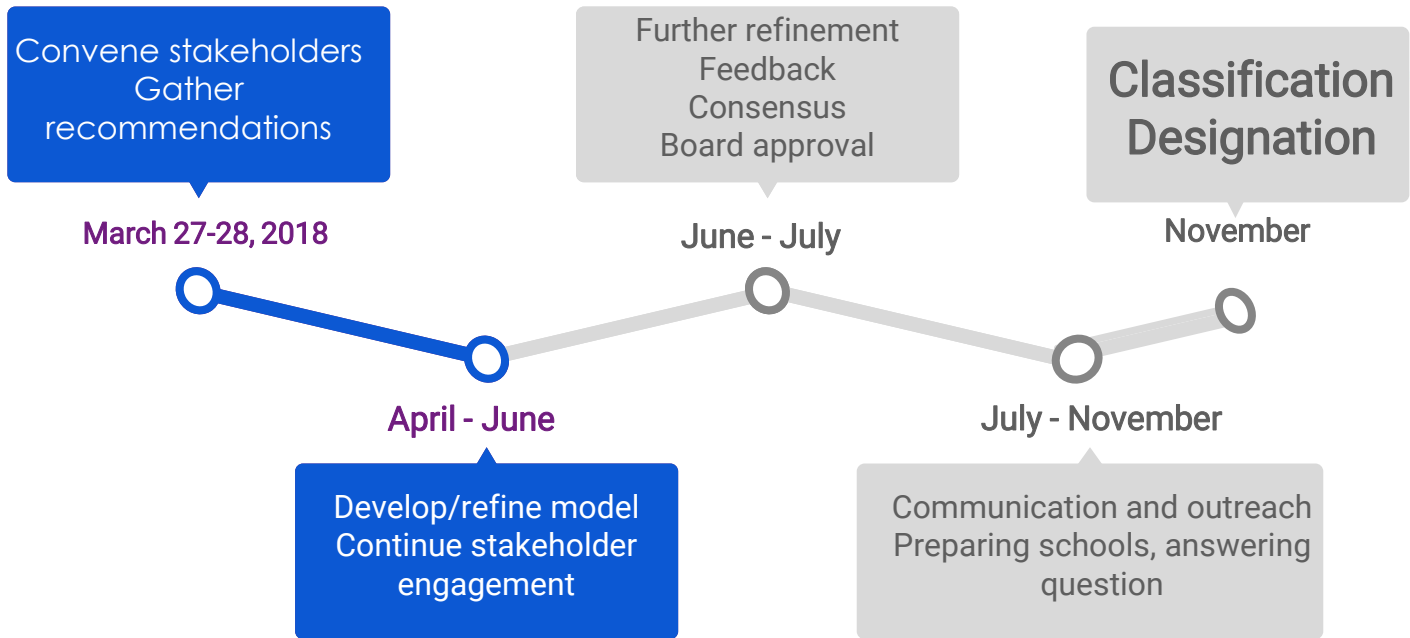 Convene stakeholders
Gather
recommendations
March 27-28, 2018
April - June
Develop/refine model
Continue stakeholder
engagement
Further refinement
Feedback
Consensus
Board approval
June - July
July - November
Communication and outreach
Preparing schools, answering
question
Classification
Designation
November